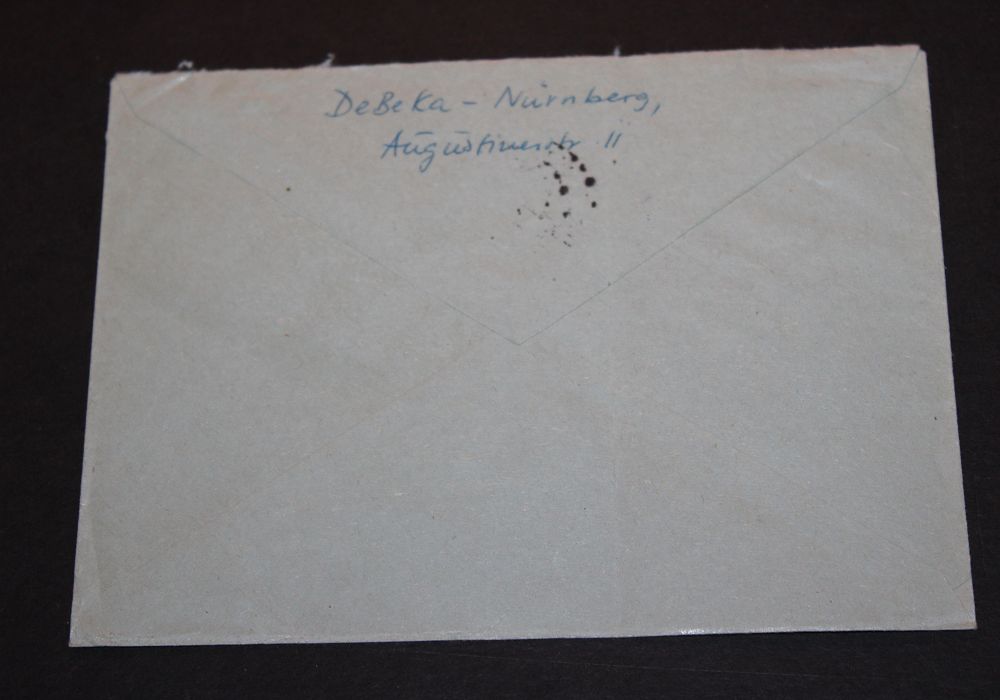 DeBeKa - Nürnberg,
Augustinerstr 11